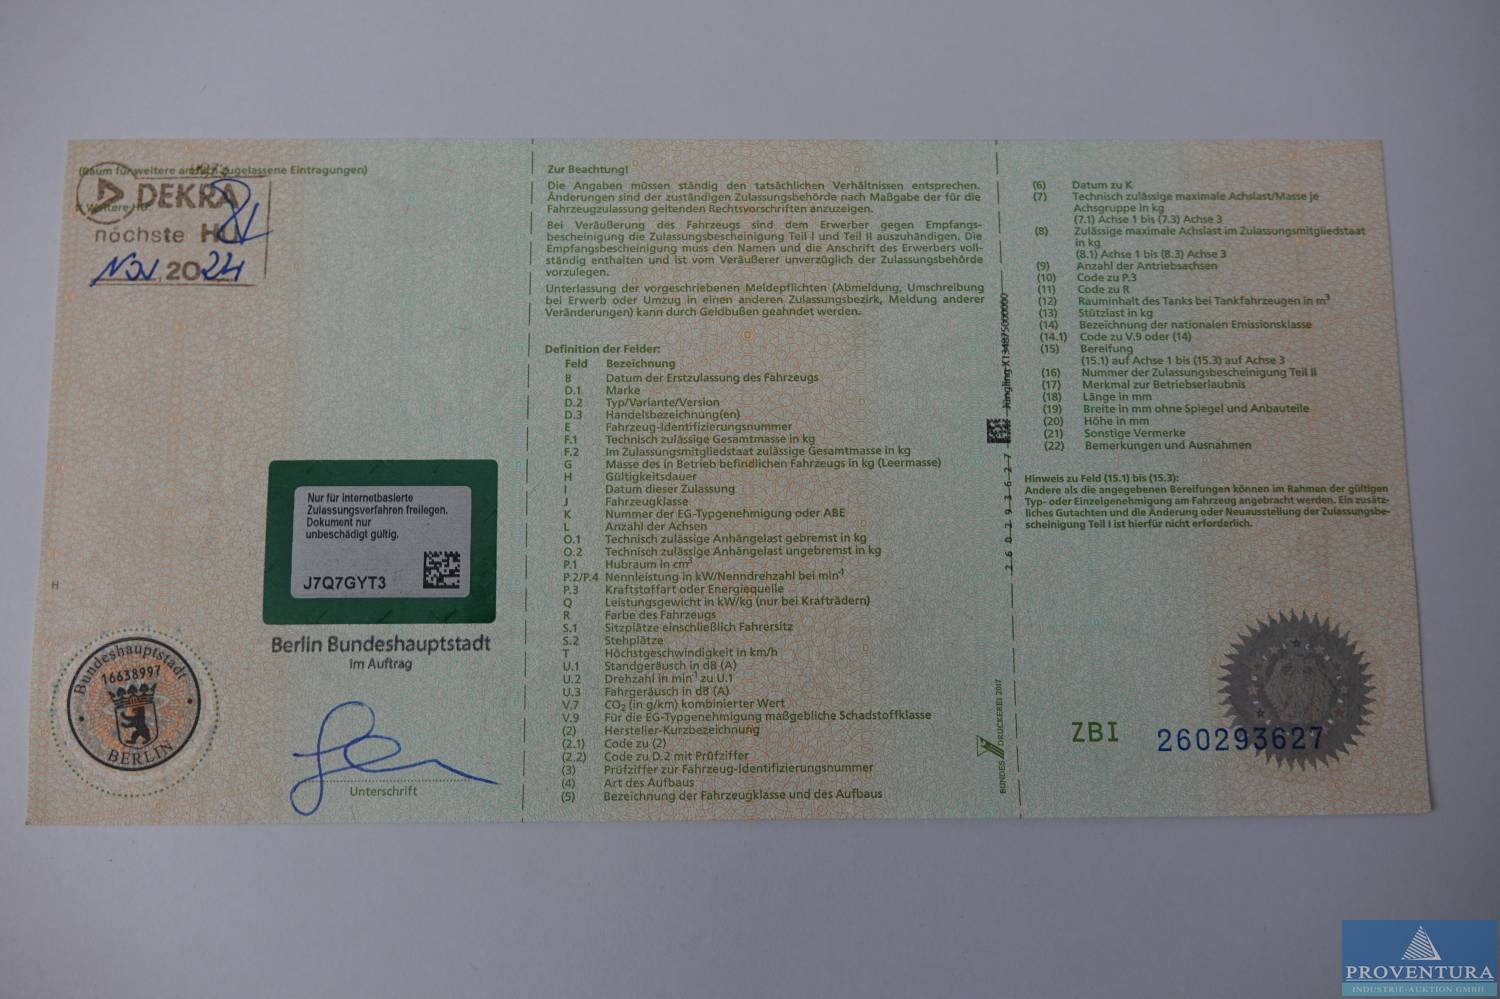 (Raum für weitere amtlich zugelassene Eintragungen)
DEKRA
nächste HU
Nov. 2024
H
Nur für internetbasierte
Zulassungsverfahren freilegen.
Dokument nur
unbeschädigt gültig.
J7Q7GYT3
Berlin Bundeshauptstadt
Im Auftrag
Bundeshauptstadt
16638997
BERLIN
Unterschrift
Zur Beachtung!
Die Angaben müssen ständig den tatsächlichen Verhältnissen entsprechen.
Änderungen sind der zuständigen Zulassungsbehörde nach Maßgabe der für die
Fahrzeugzulassung geltenden Rechtsvorschriften anzuzeigen.
Bei Veräußerung des Fahrzeugs sind dem Erwerber gegen Empfangs-
bescheinigung die Zulassungsbescheinigung Teil I und Teil II auszuhändigen. Die
Empfangsbescheinigung muss den Namen und die Anschrift des Erwerbers voll-
ständig enthalten und ist vom Veräußerer unverzüglich der Zulassungsbehörde
vorzulegen.
Unterlassung der vorgeschriebenen Meldepflichten (Abmeldung, Umschreibung
bei Erwerb oder Umzug in einen anderen Zulassungsbezirk, Meldung anderer
Veränderungen) kann durch Geldbußen geahndet werden.
Definition der Felder:
Feld Bezeichnung
B Datum der Erstzulassung des Fahrzeugs
D.1 Marke
D.2 Typ/Variante/Version
D.3 Handelsbezeichnung(en)
E Fahrzeug-Identifizierungsnummer
F.1 Technisch zulässige Gesamtmasse in kg
F.2 Im Zulassungsmitgliedstaat zulässige Gesamtmasse in kg
G Masse des in Betrieb befindlichen Fahrzeugs in kg (Leermasse)
H Gültigkeitsdauer
I Datum dieser Zulassung
J Fahrzeugklasse
K Nummer der EG-Typgenehmigung oder ABE
L Anzahl der Achsen
O.1 Technisch zulässige Anhängelast gebremst in kg
O.2 Technisch zulässige Anhängelast ungebremst in kg
P.1 Hubraum in cm³
P.2/P.4 Nennleistung in kW/Nenndrehzahl bei min⁻¹
P.3 Kraftstoffart oder Energiequelle
Q Leistungsgewicht in kW/kg (nur bei Krafträdern)
R Farbe des Fahrzeugs
S.1 Sitzplätze einschließlich Fahrersitz
S.2 Stehplätze
T Höchstgeschwindigkeit in km/h
U.1 Standgeräusch in dB (A)
U.2 Drehzahl in min⁻¹ zu U.1
U.3 Fahrgeräusch in dB (A)
V.7 CO₂ (in g/km) kombinierter Wert
V.9 Für die EG-Typgenehmigung maßgebliche Schadstoffklasse
(2) Hersteller-Kurzbezeichnung
(2.1) Code zu (2)
(2.2) Code zu D.2 mit Prüfziffer
(3) Prüfziffer zur Fahrzeug-Identifizierungsnummer
(4) Art des Aufbaus
(5) Bezeichnung der Fahrzeugklasse und des Aufbaus
2 6 0 2 9 3 6 2 7
BUNDESDRUCKEREI 2017
(6) Datum zu K
(7) Technisch zulässige maximale Achslast/Masse je
Achsgruppe in kg
(7.1) Achse 1 bis (7.3) Achse 3
(8) Zulässige maximale Achslast im Zulassungsmitgliedstaat
in kg
(8.1) Achse 1 bis (8.3) Achse 3
(9) Anzahl der Antriebsachsen
(10) Code zu P.3
(11) Code zu R
(12) Rauminhalt des Tanks bei Tankfahrzeugen in m³
(13) Stützlast in kg
(14) Bezeichnung der nationalen Emissionsklasse
(14.1) Code zu V.9 oder (14)
(15) Bereifung
(15.1) auf Achse 1 bis (15.3) auf Achse 3
(16) Nummer der Zulassungsbescheinigung Teil II
(17) Merkmal zur Betriebserlaubnis
(18) Länge in mm
(19) Breite in mm ohne Spiegel und Anbauteile
(20) Höhe in mm
(21) Sonstige Vermerke
(22) Bemerkungen und Ausnahmen
Hinweis zu Feld (15.1) bis (15.3):
Andere als die angegebenen Bereifungen können im Rahmen der gültigen
Typ- oder Einzelgenehmigung am Fahrzeug angebracht werden. Ein zusätz-
liches Gutachten und die Änderung oder Neuausstellung der Zulassungsbe-
scheinigung Teil I ist hierfür nicht erforderlich.
ZBI 260293627
PROVENTURA
INDUSTRIE-AUKTION GMBH